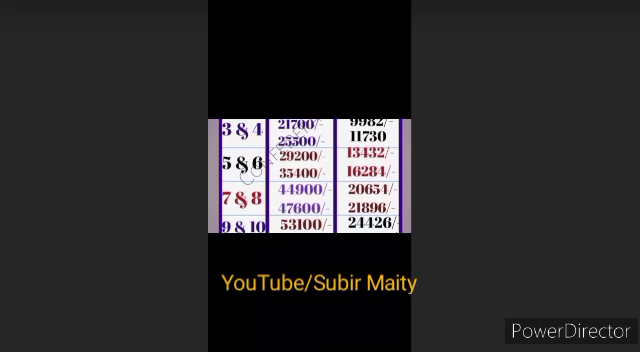 3 & 4 21700/- 9982/-
25500/- 11730
5 & 6 29200/- 13432/-
35400/- 16284/-
7 & 8 44900/- 20654/-
47600/- 21896/-
9 & 10 53100/- 24426/-
YouTube/Subir Maity
PowerDirector